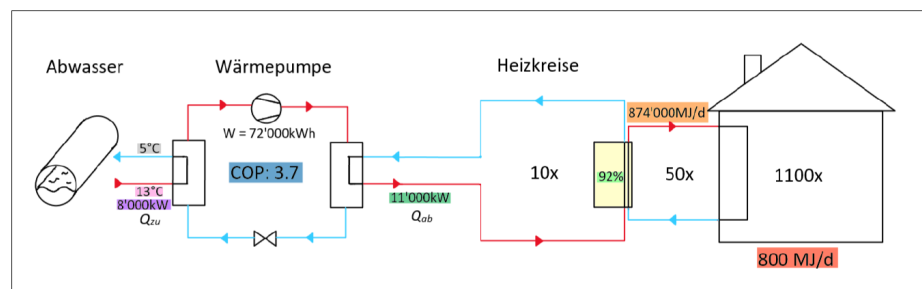 Abwasser
Wärmepumpe
Heizkreise
874'000MJ/d
W = 72'000kWh
5°C
COP: 3.7
10x
92%
50x
1100x
13°C
8'000kW
11'000kW
Qzu
Qab
800 MJ/d